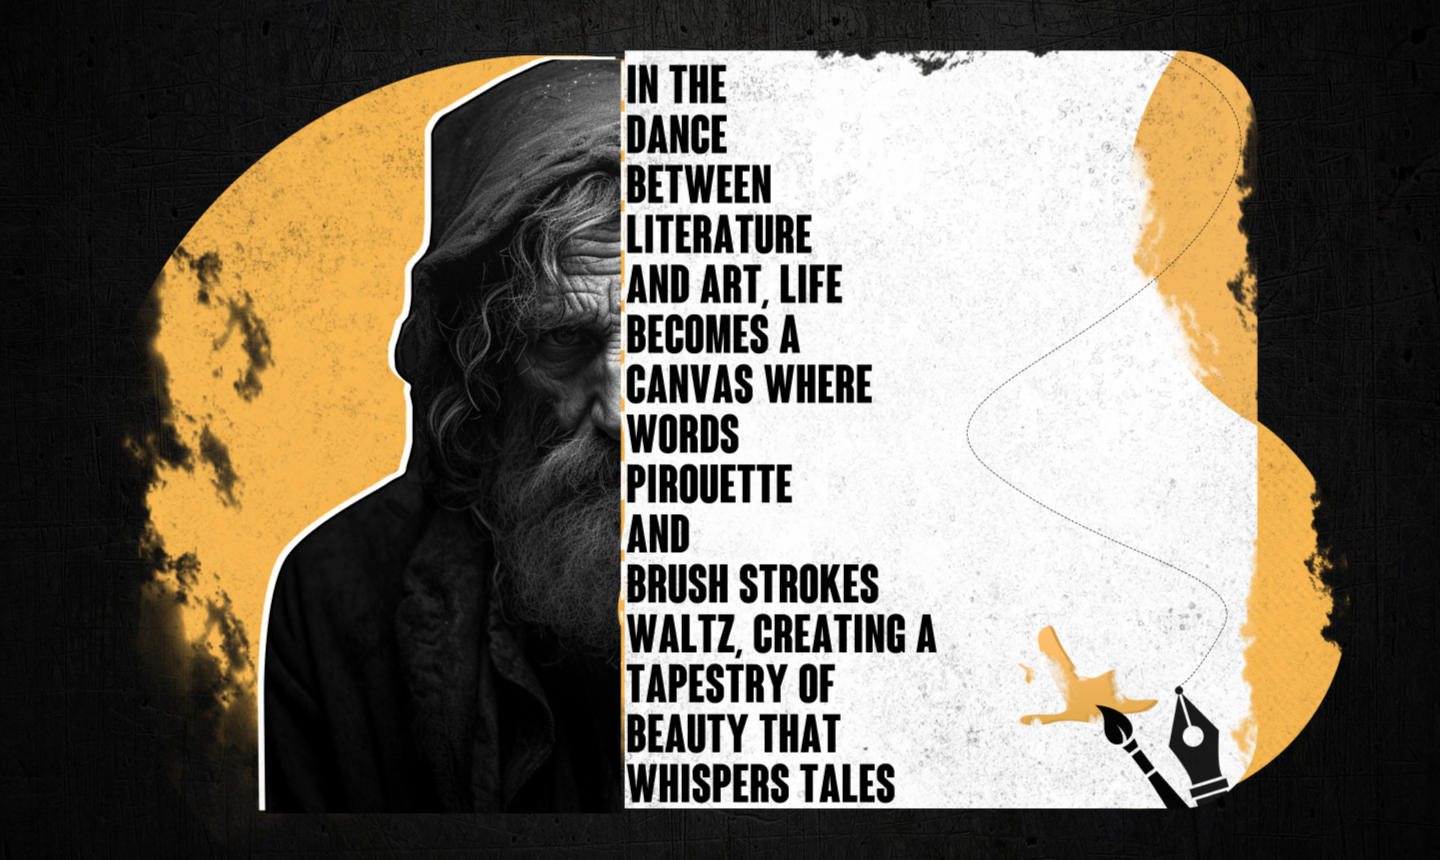 IN THE
DANCE
BETWEEN
LITERATURE
AND ART, LIFE
BECOMES A
CANVAS WHERE
WORDS
PIROUETTE
AND
BRUSH STROKES
WALTZ, CREATING A
TAPESTRY OF
BEAUTY THAT
WHISPERS TALES